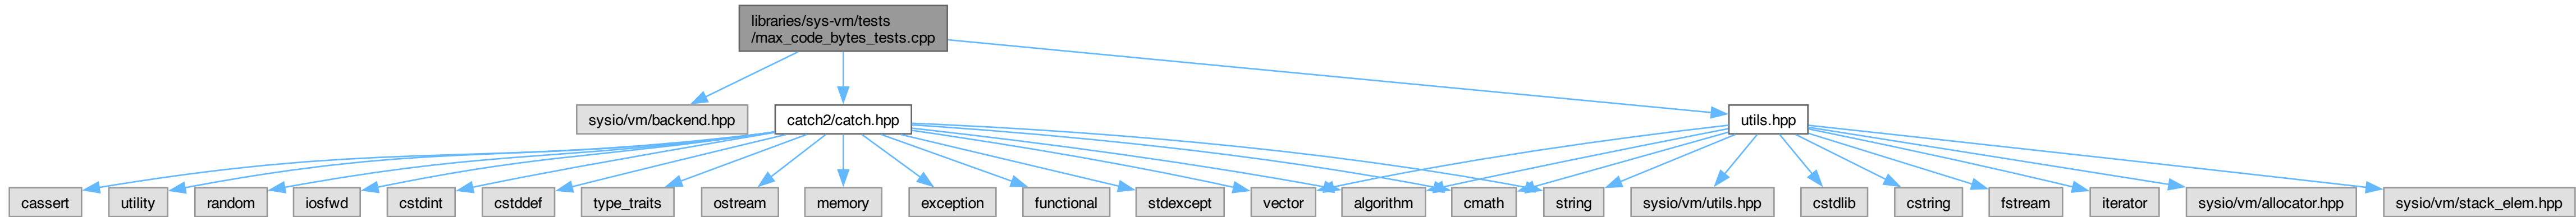 libraries/sys-vm/tests
/max_code_bytes_tests.cpp
sysio/vm/backend.hpp
catch2/catch.hpp
utils.hpp
cassert
utility
random
iosfwd
cstdint
cstddef
type_traits
ostream
memory
exception
functional
stdexcept
vector
algorithm
cmath
string
sysio/vm/utils.hpp
cstdlib
cstring
fstream
iterator
sysio/vm/allocator.hpp
sysio/vm/stack_elem.hpp